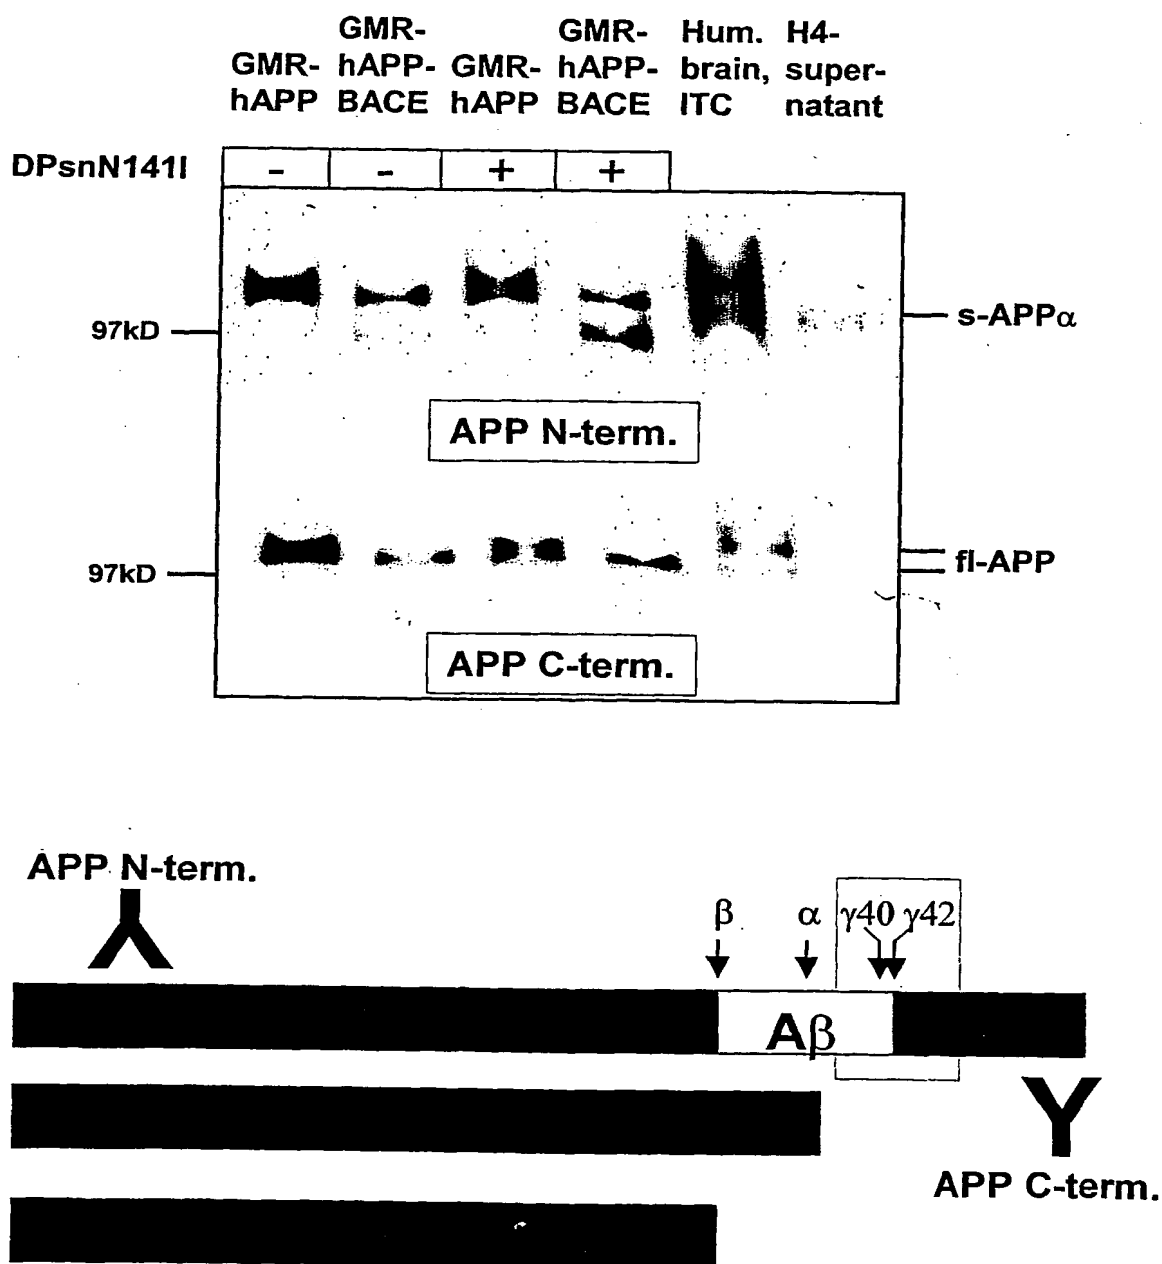 GMR-
hAPP
GMR-
hAPP-
BACE
GMR-
hAPP
GMR-
hAPP-
BACE
Hum.
brain,
ITC
H4-
super-
natant
DPsnN141I
- - + +
97kD
s-APPα
APP N-term.
97kD
fl-APP
APP C-term.
APP N-term.
β α γ40 γ42
Aβ
APP C-term.